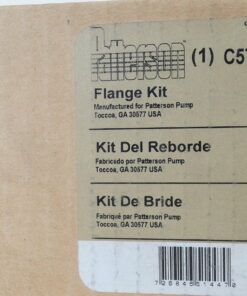 Patterson
(1) C57
Flange Kit
Manufactured for Patterson Pump
Toccoa, GA 30577 USA
Kit Del Reborde
Fabricado por Patterson Pump
Toccoa, GA 30577 USA
Kit De Bride
Fabriqué par Patterson Pump
Toccoa, GA 30577 USA